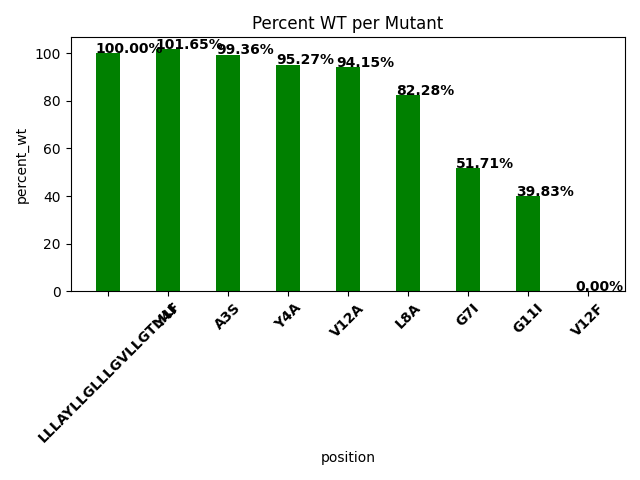 Percent WT per Mutant
percent_wt
100
80
60
40
20
0
100.00%
101.65%
99.36%
95.27%
94.15%
82.28%
51.71%
39.83%
0.00%
A3S
Y4A
V12A
L8A
G7I
G11I
V12F
position